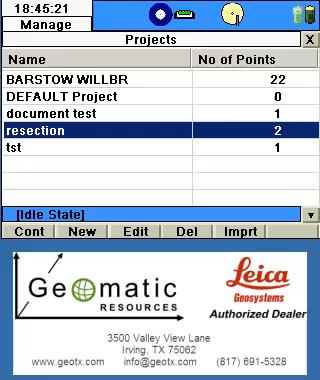 18:45:21
Manage
Projects X
Name No of Points
BARSTOW WILLBR 22
DEFAULT Project 0
document test 1
resection 2
tst 1
[Idle State]
Cont New Edit Del Imprt
Geomatic
RESOURCES
Leica
Geosystems
Authorized Dealer
3500 Valley View Lane
Irving, TX 75062
www.geotx.com info@geotx.com (817) 691-5328